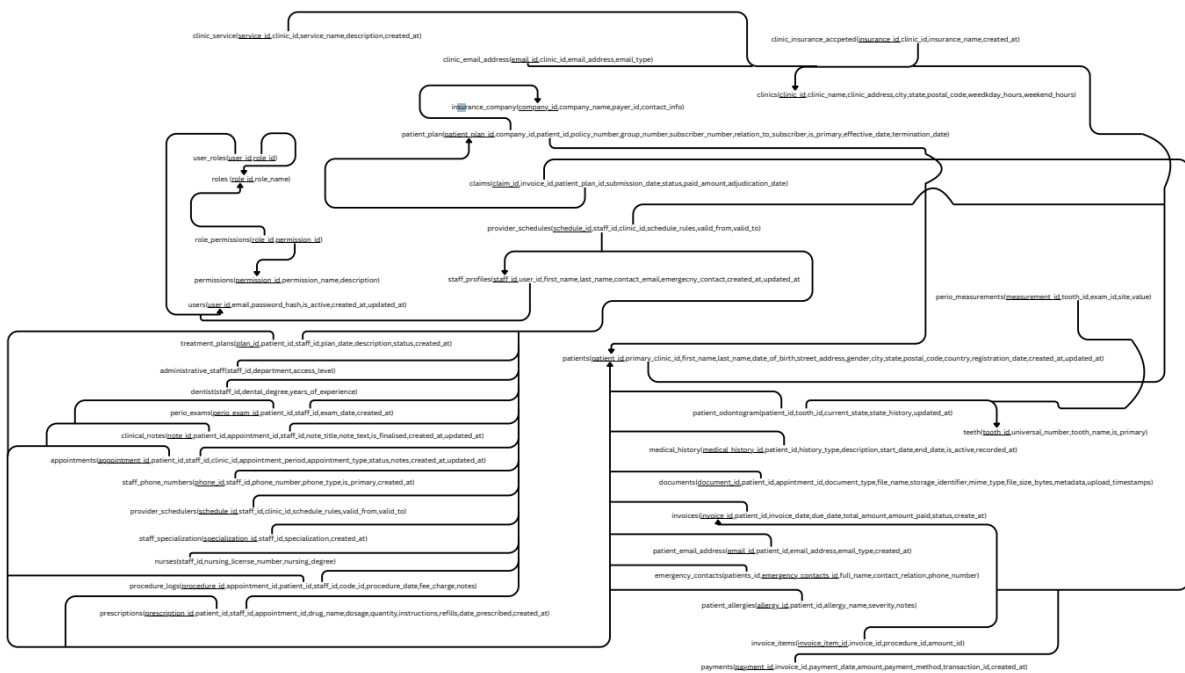 clinic_service(service_id,clinic_id,service_name,description,created_at)
clinic_insurance_accpeted(insurance_id,clinic_id,insurance_name,created_at)
clinic_email_address(email_id,clinic_id,email_address,email_type)
clinics(clinic_id,clinic_name,clinic_address,city,state,postal_code,weedkday_hours,weekend_hours)
insurance_company(company_id,company_name,payer_id,contact_info)
patient_plan(patient_plan_id,company_id,patient_id,policy_number,group_number,subscriber_number,relation_to_subscriber,is_primary,effective_date,termination_date)
user_roles(user_id,role_id)
roles (role_id,role_name)
claims(claim_id,invoice_id,patient_plan_id,submission_date,status,paid_amount,adjudication_date)
provider_schedules(schedule_id,staff_id,clinic_id,schedule_rules,valid_from,valid_to)
role_permissions(role_id,permission_id)
permissions(permission_id,permission_name,description)
staff_profiles(staff_id,user_id,first_name,last_name,contact_email,emergecny_contact,created_at,updated_at
perio_measurements(measurement_id,tooth_id,exam_id,site,value)
users(user_id,email,password_hash,is_active,created_at,updated_at)
treatment_plans(plan_id,patient_id,staff_id,plan_date,description,status,created_at)
patients(patient_id,primary_clinic_id,first_name,last_name,date_of_birth,street_address,gender,city,state,postal_code,country,registration_date,created_at,updated_at)
administrative_staff(staff_id,department,access_level)
dentist(staff_id,dental_degree,years_of_experience)
perio_exams(perio_exam_id,patient_id,staff_id,exam_date,created_at)
patient_odontogram(patient_id,tooth_id,current_state,state_history,updated_at)
clinical_notes(note_id,patient_id,appointment_id,staff_id,note_title,note_text,is_finalised,created_at,updated_at)
teeth(tooth_id,universal_number,tooth_name,is_primary)
medical_history(medical_history_id,patient_id,history_type,description,start_date,end_date,is_active,recorded_at)
appointments(appointment_id,patient_id,staff_id,clinic_id,appointment_period,appointment_type,status,notes,created_at,updated_at)
staff_phone_numbers(phone_id,staff_id,phone_number,phone_type,is_primary,created_at)
documents(document_id,patient_id,appintment_id,document_type,file_name,storage_identifier,mime_type,file_size_bytes,metadata,upload_timestamps)
provider_schedulers(schedule_id,staff_id,clinic_id,schedule_rules,valid_from,valid_to)
invoices(invoice_id,patient_id,invoice_date,due_date,total_amount,amount_paid,status,create_at)
staff_specialization(specialization_id,staff_id,specialization,created_at)
patient_email_address(email_id,patient_id,email_address,email_type,created_at)
nurses(staff_id,nursing_license_number,nursing_degree)
emergency_contacts(patients_id,emergency_contacts_id,full_name,contact_relation,phone_number)
procedure_logs(procedure_id,appointment_id,patient_id,staff_id,code_id,procedure_date,fee_charge,notes)
patient_allergies(allergy_id,patient_id,allergy_name,severity,notes)
prescriptions(prescription_id,patient_id,staff_id,appointment_id,drug_name,dosage,quantity,instructions,refills,date_prescribed,created_at)
invoice_items(invoice_item_id,invoice_id,procedure_id,amount_id)
payments(payment_id,invoice_id,payment_date,amount,payment_method,transaction_id,created_at)